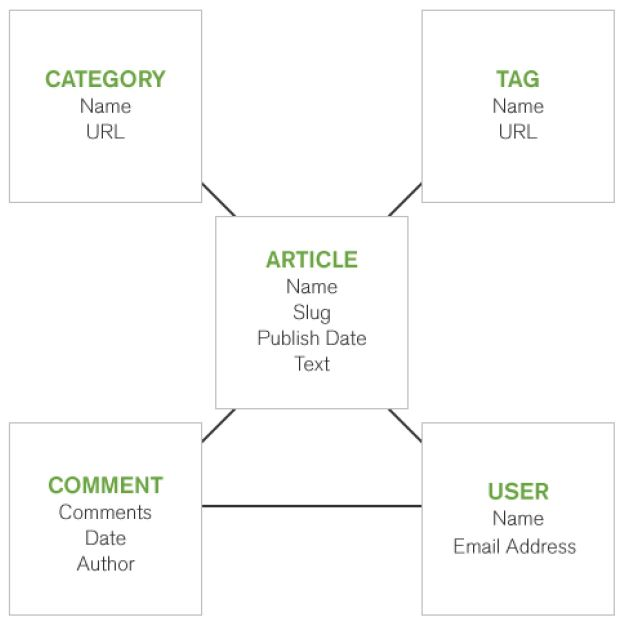 CATEGORY
Name
URL
TAG
Name
URL
ARTICLE
Name
Slug
Publish Date
Text
COMMENT
Comments
Date
Author
USER
Name
Email Address